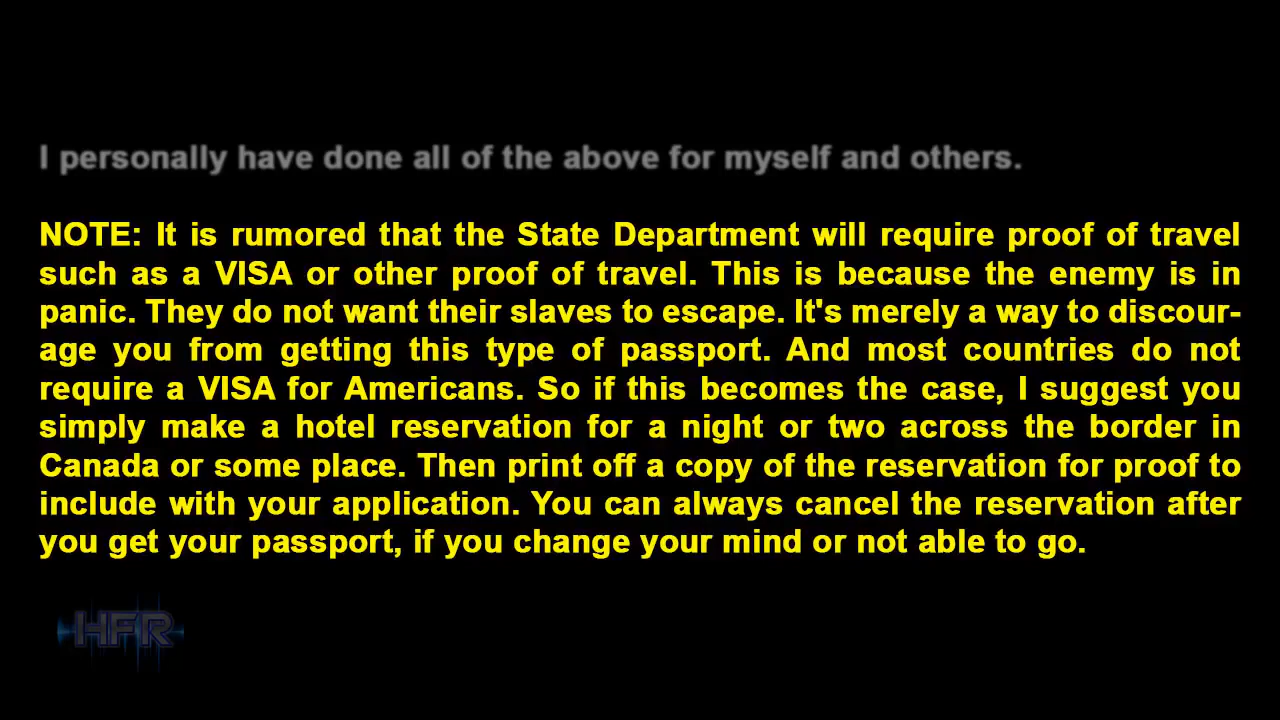 I personally have done all of the above for myself and others.
NOTE: It is rumored that the State Department will require proof of travel
such as a VISA or other proof of travel. This is because the enemy is in
panic. They do not want their slaves to escape. It's merely a way to discour-
age you from getting this type of passport. And most countries do not
require a VISA for Americans. So if this becomes the case, I suggest you
simply make a hotel reservation for a night or two across the border in
Canada or some place. Then print off a copy of the reservation for proof to
include with your application. You can always cancel the reservation after
you get your passport, if you change your mind or not able to go.
HFR